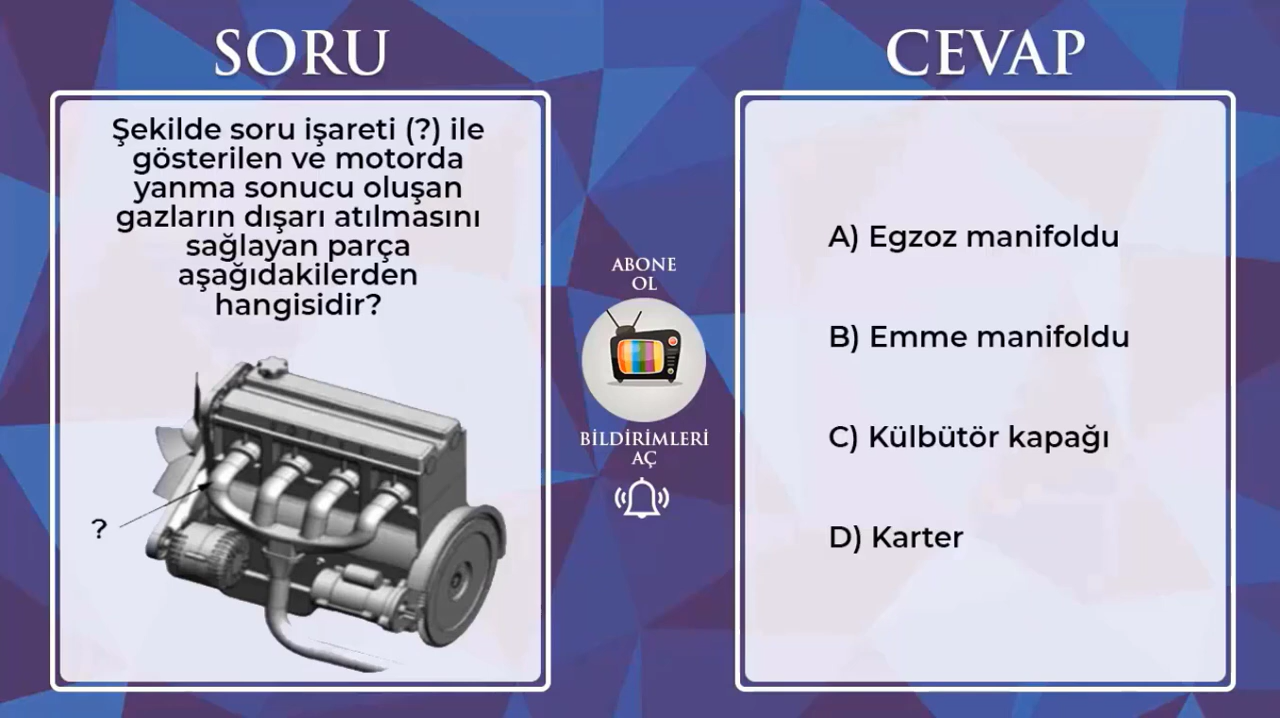 SORU
Şekilde soru işareti (?) ile
gösterilen ve motorda
yanma sonucu oluşan
gazların dışarı atılmasını
sağlayan parça
aşağıdakilerden
hangisidir?
?
ABONE
OL
BİLDİRİMLERİ
AÇ
CEVAP
A) Egzoz manifoldu
B) Emme manifoldu
C) Külbütör kapağı
D) Karter